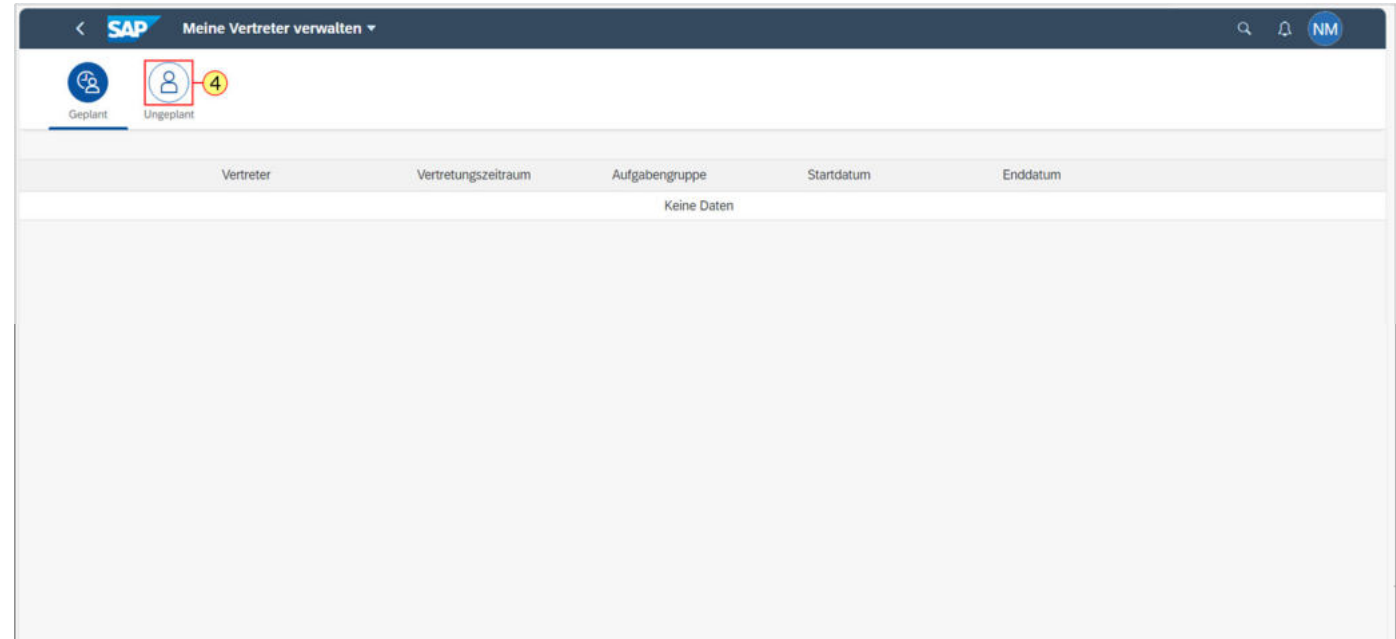 SAP Meine Vertreter verwalten NM
4
Geplant Ungeplant
Vertreter Vertretungszeitraum Aufgabengruppe Startdatum Enddatum
Keine Daten